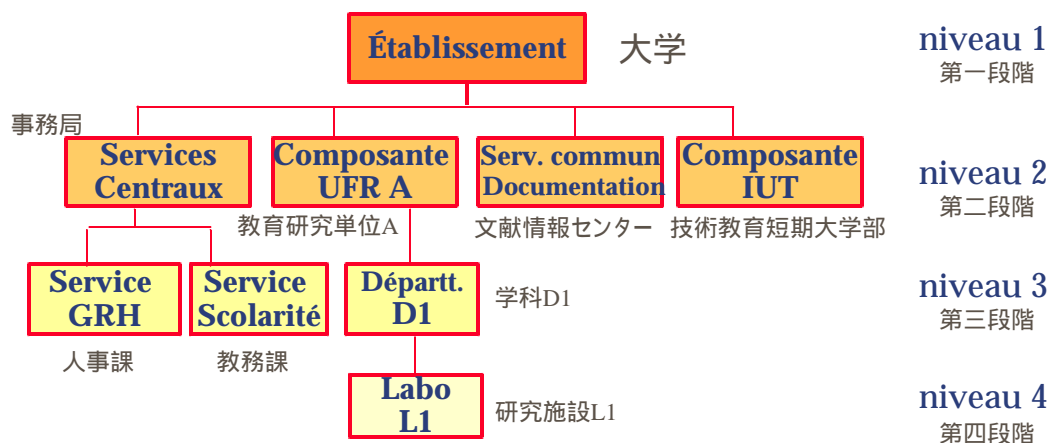 Établissement
大学
niveau 1
第一段階
事務局
Services
Centraux
Composante
UFR A
Serv. commun
Documentation
Composante
IUT
niveau 2
第二段階
教育研究単位A
文献情報センター
技術教育短期大学部
Service
GRH
Service
Scolarité
Départt.
D1
学科D1
niveau 3
第三段階
人事課
教務課
Labo
L1
研究施設L1
niveau 4
第四段階